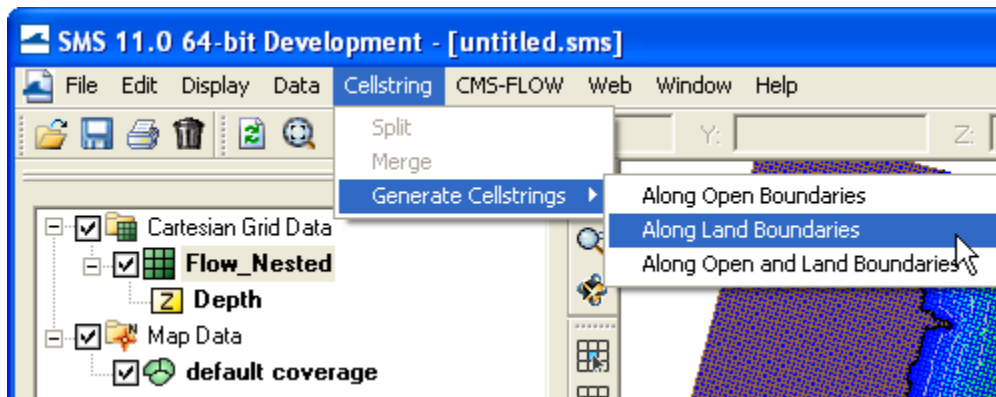 SMS 11.0 64-bit Development - [untitled.sms]
File Edit Display Data Cellstring CMS-FLOW Web Window Help
Split
Y:
Z:
Merge
Generate Cellstrings
Along Open Boundaries
Along Land Boundaries
Along Open and Land Boundaries
Cartesian Grid Data
Flow_Nested
Z Depth
Map Data
default coverage